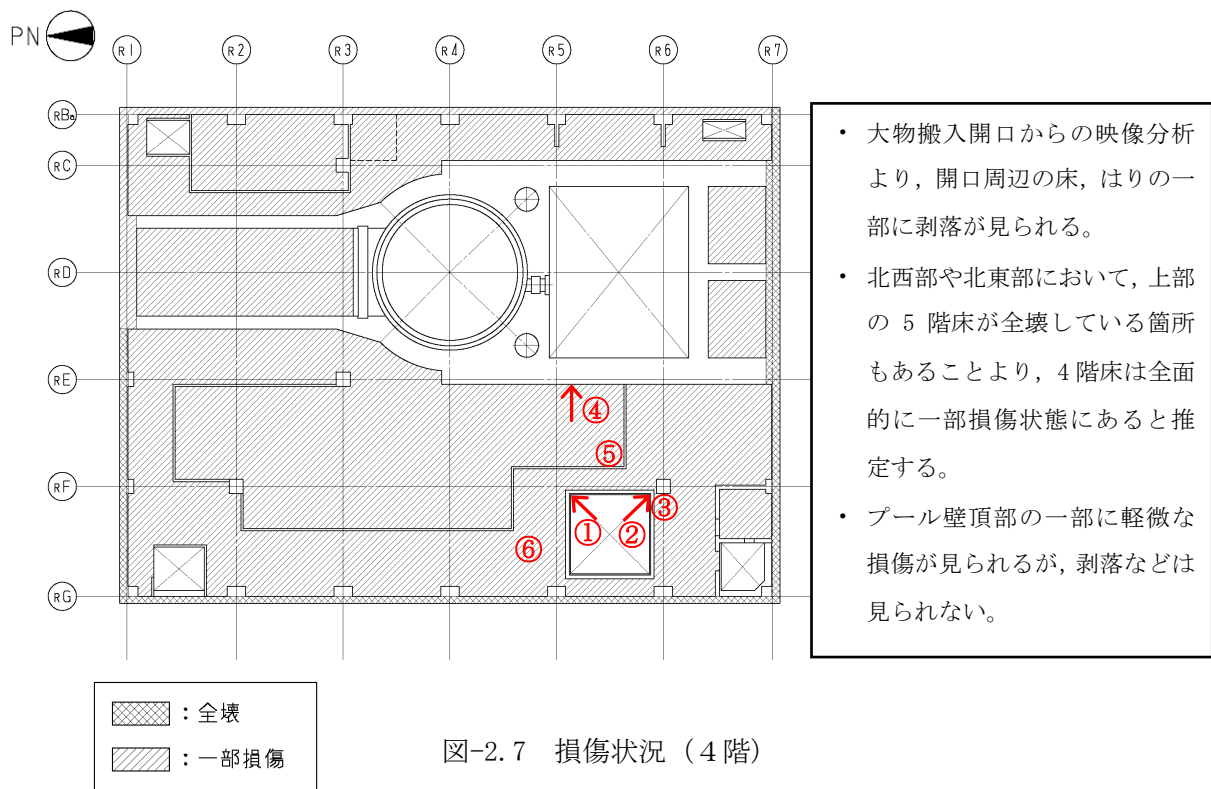 PN
R1 R2 R3 R4 R5 R6 R7
RBa
RC
RD
RE
RF
RG
④
⑤
③
① ②
⑥
・ 大物搬入開口からの映像分析
より, 開口周辺の床, はりの一
部に剥落が見られる。
・ 北西部や北東部において, 上部
の 5 階床が全壊している箇所
もあることより, 4 階床は全面
的に一部損傷状態にあると推
定する。
・ プール壁頂部の一部に軽微な
損傷が見られるが, 剥落などは
見られない。
：全壊
：一部損傷
図-2.7 損傷状況（４階）